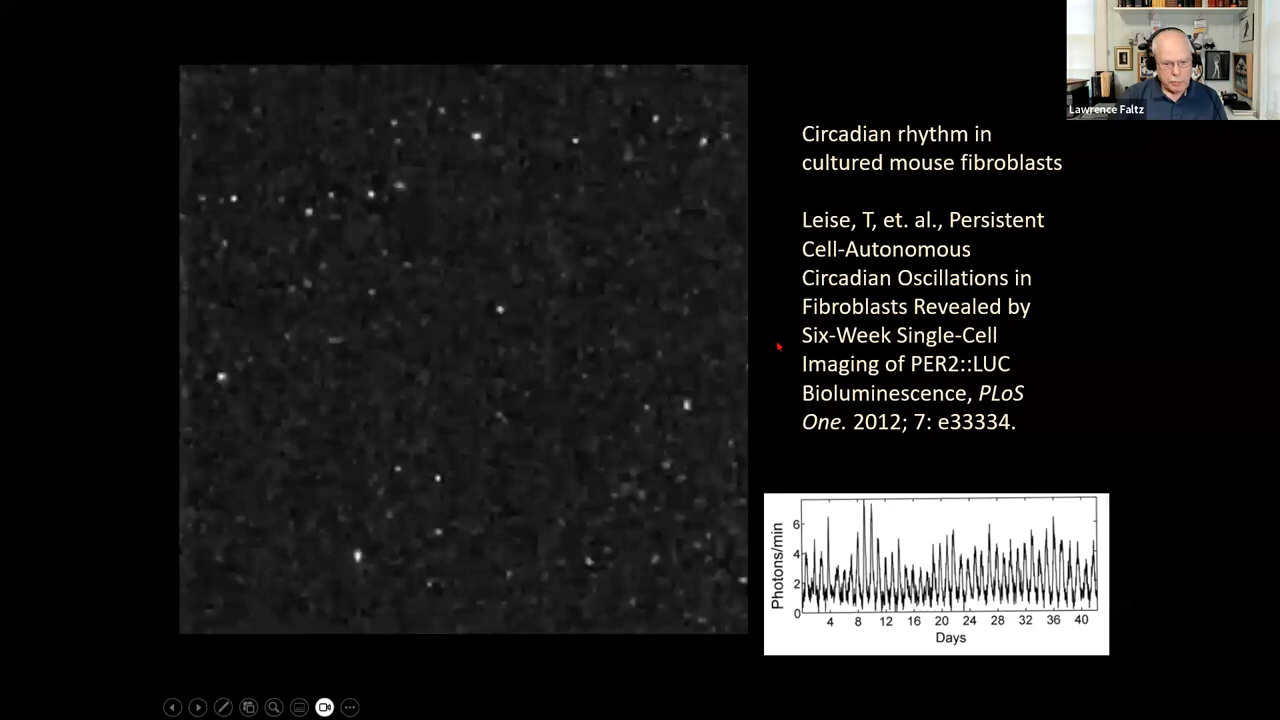 Lawrence Faltz
Circadian rhythm in
cultured mouse fibroblasts
Leise, T, et. al., Persistent
Cell-Autonomous
Circadian Oscillations in
Fibroblasts Revealed by
Six-Week Single-Cell
Imaging of PER2::LUC
Bioluminescence, PLoS
One. 2012; 7: e33334.
Photons/min
6
4
2
0
4 8 12 16 20 24 28 32 36 40
Days